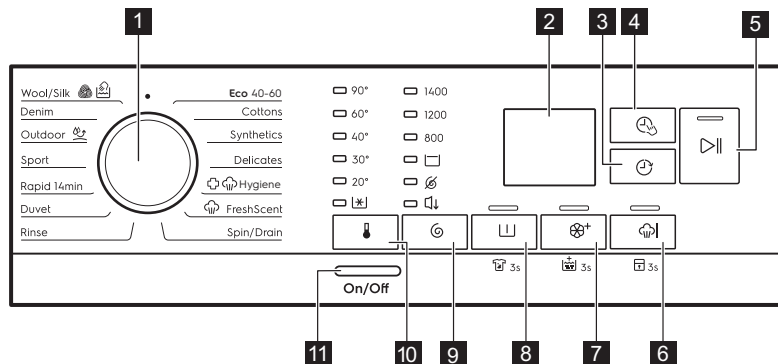 1
2
3
4
5
Wool/Silk
Denim
Outdoor
Sport
Rapid 14min
Duvet
Rinse
Eco 40-60
Cottons
Synthetics
Delicates
Hygiene
FreshScent
Spin/Drain
90° 1400
60° 1200
40° 800
30°
20°
3s 3s 3s
On/Off
11 10 9 8 7 6